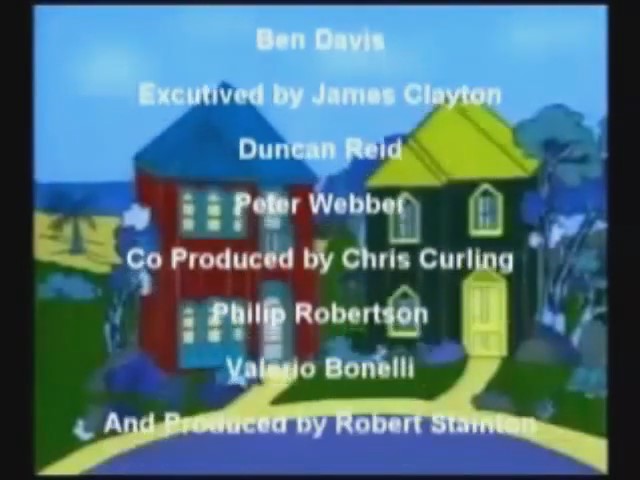 Ben Davis
Excutived by James Clayton
Duncan Reid
Peter Webber
Co Produced by Chris Curling
Philip Robertson
Valerio Bonelli
And Produced by Robert Stainton